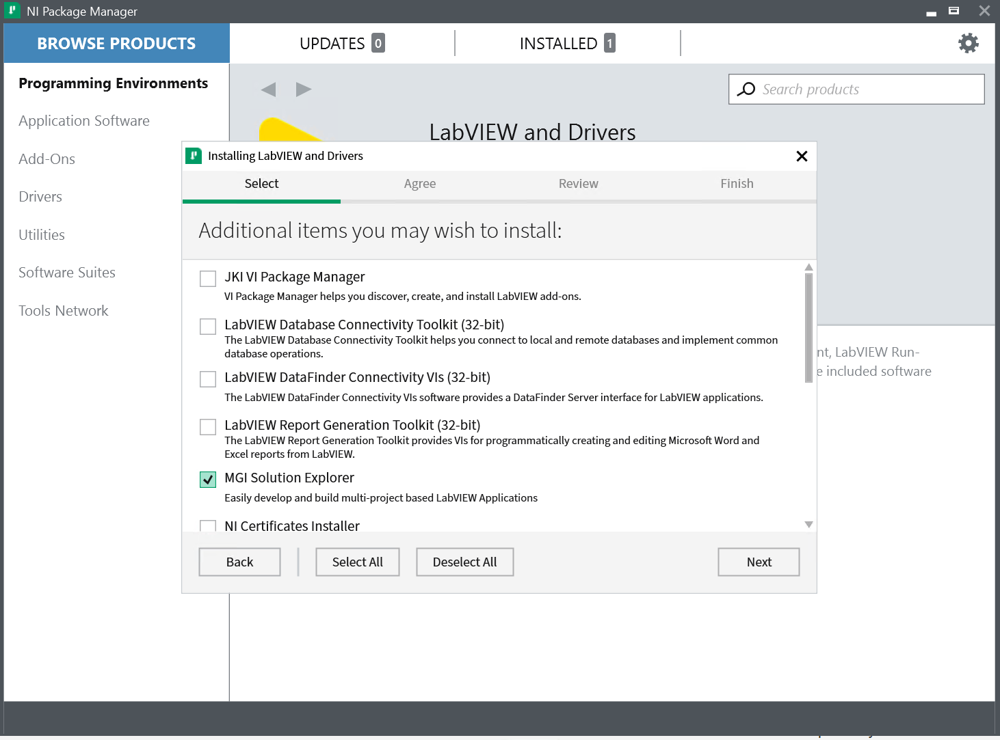 NI Package Manager
BROWSE PRODUCTS
UPDATES 0
INSTALLED 1
Programming Environments
Application Software
Add-Ons
Drivers
Utilities
Software Suites
Tools Network
Search products
LabVIEW and Drivers
Installing LabVIEW and Drivers
Select
Agree
Review
Finish
Additional items you may wish to install:
JKI VI Package Manager
VI Package Manager helps you discover, create, and install LabVIEW add-ons.
LabVIEW Database Connectivity Toolkit (32-bit)
The LabVIEW Database Connectivity Toolkit helps you connect to local and remote databases and implement common
database operations.
LabVIEW DataFinder Connectivity VIs (32-bit)
The LabVIEW DataFinder Connectivity VIs software provides a DataFinder Server interface for LabVIEW applications.
LabVIEW Report Generation Toolkit (32-bit)
The LabVIEW Report Generation Toolkit provides VIs for programmatically creating and editing Microsoft Word and
Excel reports from LabVIEW.
MGI Solution Explorer
Easily develop and build multi-project based LabVIEW Applications
NI Certificates Installer
Back
Select All
Deselect All
Next
nt, LabVIEW Run-
e included software